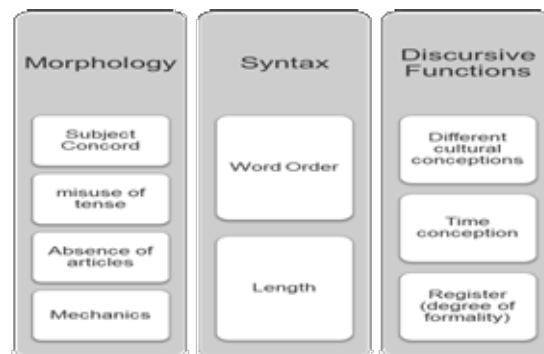 Morphology
Subject
Concord
misuse of
tense
Absence of
articles
Mechanics
Syntax
Word Order
Length
Discursive
Functions
Different
cultural
conceptions
Time
conception
Register
(degree of
formality)